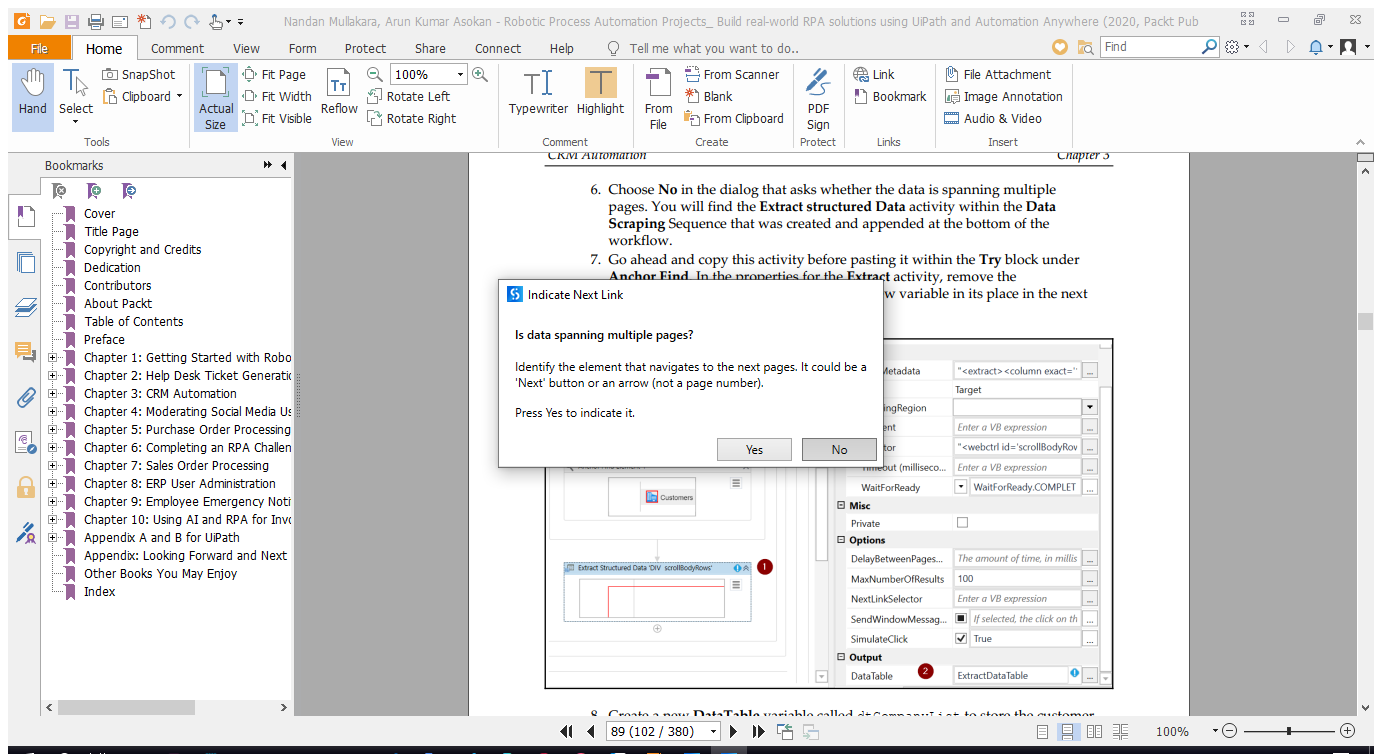 Nandan Mullakara, Arun Kumar Asokan - Robotic Process Automation Projects_ Build real-world RPA solutions using UiPath and Automation Anywhere (2020, Packt Pub
File Home Comment View Form Protect Share Connect Help Tell me what you want to do.. Find
Hand
Select
SnapShot
Clipboard
Tools
Actual Size
Fit Page
Fit Width
Fit Visible
Reflow
100%
Rotate Left
Rotate Right
View
Typewriter
Highlight
Comment
From File
From Scanner
Blank
From Clipboard
Create
PDF Sign
Protect
Link
Bookmark
Links
File Attachment
Image Annotation
Audio & Video
Insert
Bookmarks
Cover
Title Page
Copyright and Credits
Dedication
Contributors
About Packt
Table of Contents
Preface
Chapter 1: Getting Started with Robo
Chapter 2: Help Desk Ticket Generatic
Chapter 3: CRM Automation
Chapter 4: Moderating Social Media Us
Chapter 5: Purchase Order Processing
Chapter 6: Completing an RPA Challen
Chapter 7: Sales Order Processing
Chapter 8: ERP User Administration
Chapter 9: Employee Emergency Noti
Chapter 10: Using AI and RPA for Invo
Appendix A and B for UiPath
Appendix: Looking Forward and Next
Other Books You May Enjoy
Index
CRM Automation Chapter 3
6. Choose No in the dialog that asks whether the data is spanning multiple
pages. You will find the Extract structured Data activity within the Data
Scraping Sequence that was created and appended at the bottom of the
workflow.
7. Go ahead and copy this activity before pasting it within the Try block under
Anchor Find. In the properties for the Extract activity, remove the
w variable in its place in the next
Indicate Next Link
Is data spanning multiple pages?
Identify the element that navigates to the next pages. It could be a
'Next' button or an arrow (not a page number).
Press Yes to indicate it.
Yes No
Customers
Extract Structured Data 'DIV scrollBodyRows'
1
Metadata "<extract><column exact='
Target
ingRegion
ent Enter a VB expression
tor "<webctrl id='scrollBodyRov
Timeout (milliseco... Enter a VB expression
WaitForReady WaitForReady.COMPLET
Misc
Private
Options
DelayBetweenPages... The amount of time, in millis
MaxNumberOfResults 100
NextLinkSelector Enter a VB expression
SendWindowMessag... If selected, the click on th
SimulateClick True
Output
DataTable 2 ExtractDataTable
8. Create a new DataTable variable called dtCompanyList to store the customer
89 (102 / 380)
100%